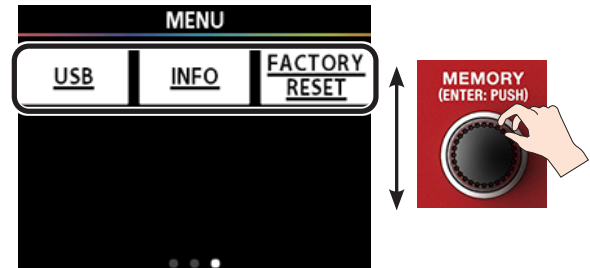 MENU
USB
INFO
FACTORY
RESET
MEMORY
(ENTER: PUSH)